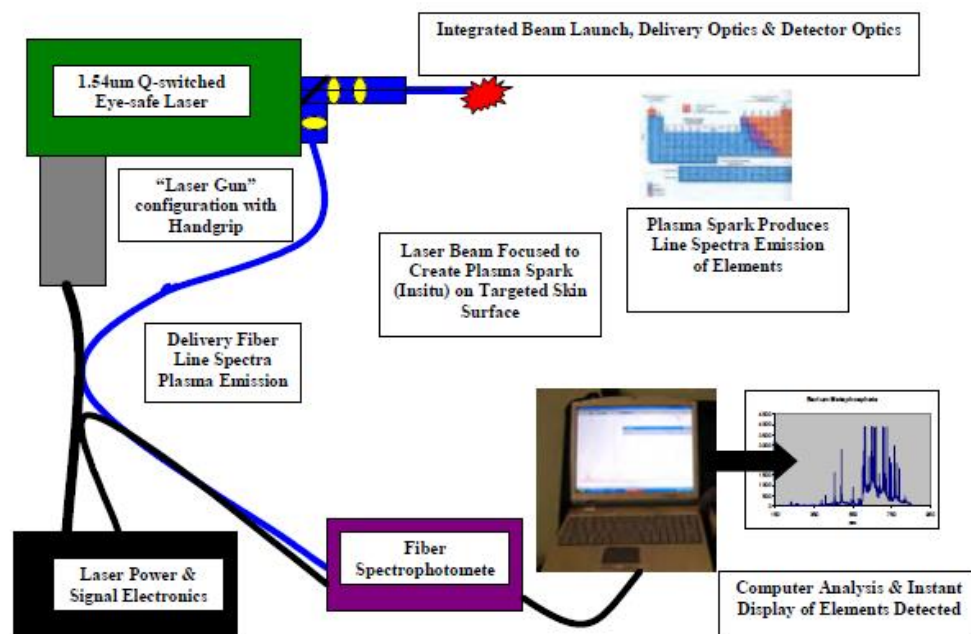 Integrated Beam Launch, Delivery Optics & Detector Optics
1.54um Q-switched
Eye-safe Laser
"Laser Gun"
configuration with
Handgrip
Laser Beam Focused to
Create Plasma Spark
(Insitu) on Targeted Skin
Surface
Plasma Spark Produces
Line Spectra Emission
of Elements
Delivery Fiber
Line Spectra
Plasma Emission
Laser Power &
Signal Electronics
Fiber
Spectrophotomete
Computer Analysis & Instant
Display of Elements Detected